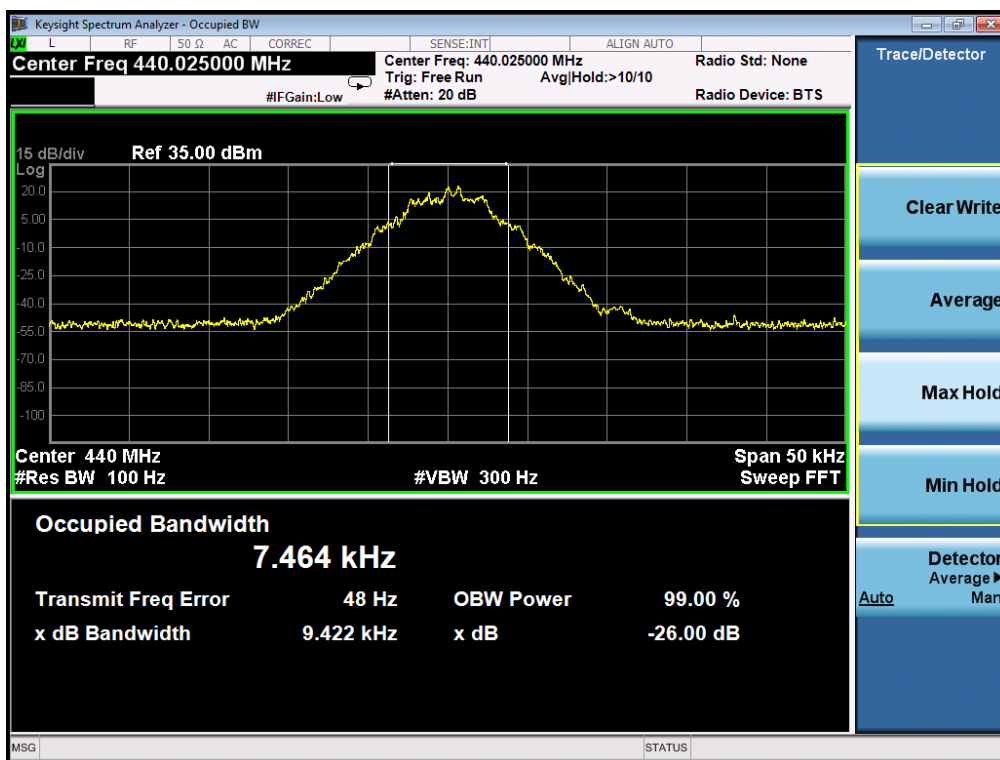 Keysight Spectrum Analyzer - Occupied BW
LXI L RF 50 Ω AC CORREC SENSE:INT ALIGN AUTO
Center Freq 440.025000 MHz
Center Freq: 440.025000 MHz Radio Std: None
Trig: Free Run Avg|Hold:>10/10
#IFGain:Low #Atten: 20 dB Radio Device: BTS
15 dB/div Ref 35.00 dBm
Log
20.0
5.00
-10.0
-25.0
-40.0
-55.0
-70.0
-85.0
-100
Center 440 MHz Span 50 kHz
#Res BW 100 Hz #VBW 300 Hz Sweep FFT
Occupied Bandwidth
7.464 kHz
Transmit Freq Error 48 Hz OBW Power 99.00 %
x dB Bandwidth 9.422 kHz x dB -26.00 dB
MSG STATUS
Trace/Detector
Clear Write
Average
Max Hold
Min Hold
Detector
Average
Auto Man